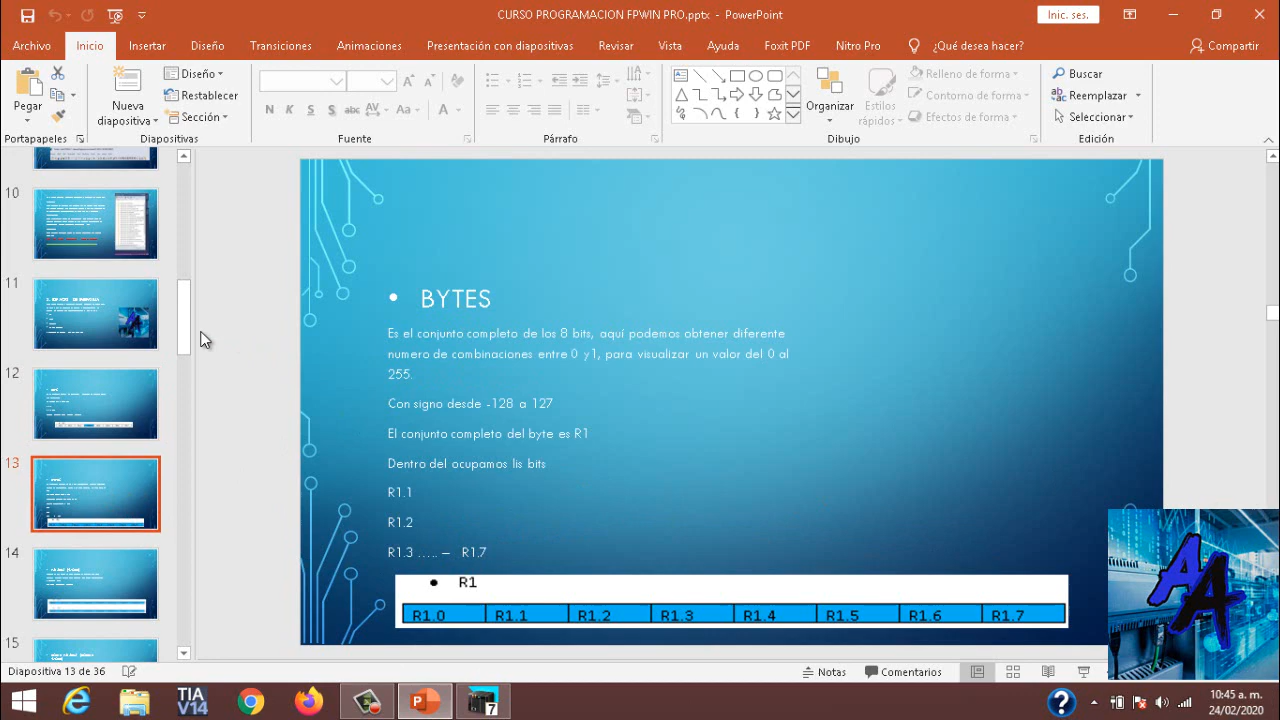 CURSO PROGRAMACION FPWIN PRO.pptx - PowerPoint
Inic. ses.
Archivo Inicio Insertar Diseño Transiciones Animaciones Presentación con diapositivas Revisar Vista Ayuda Foxit PDF Nitro Pro ¿Qué desea hacer? Compartir
Pegar
Nueva diapositiva
Diseño
Restablecer
Sección
N K S S abc AV Aa A
Organizar
Estilos rápidos
Relleno de forma
Contorno de forma
Efectos de forma
Buscar
Reemplazar
Seleccionar
Portapapeles Diapositivas Fuente Párrafo Dibujo Edición
10
11
12
13
14
15
• BYTES
Es el conjunto completo de los 8 bits, aquí podemos obtener diferente
numero de combinaciones entre 0 y1, para visualizar un valor del 0 al
255.
Con signo desde -128 a 127
El conjunto completo del byte es R1
Dentro del ocupamos lis bits
R1.1
R1.2
R1.3 ….. – R1.7
• R1
R1.0 R1.1 R1.2 R1.3 R1.4 R1.5 R1.6 R1.7
AA
Diapositiva 13 de 36
Notas Comentarios
TIA V14
7
10:45 a. m.
24/02/2020